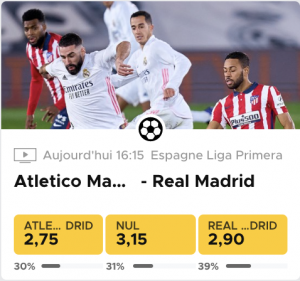 Plus500
Aujourd'hui 16:15 Espagne Liga Primera
Atletico Ma... - Real Madrid
ATLE... DRID NUL REAL ...DRID
2,75 3,15 2,90
30% 31% 39%